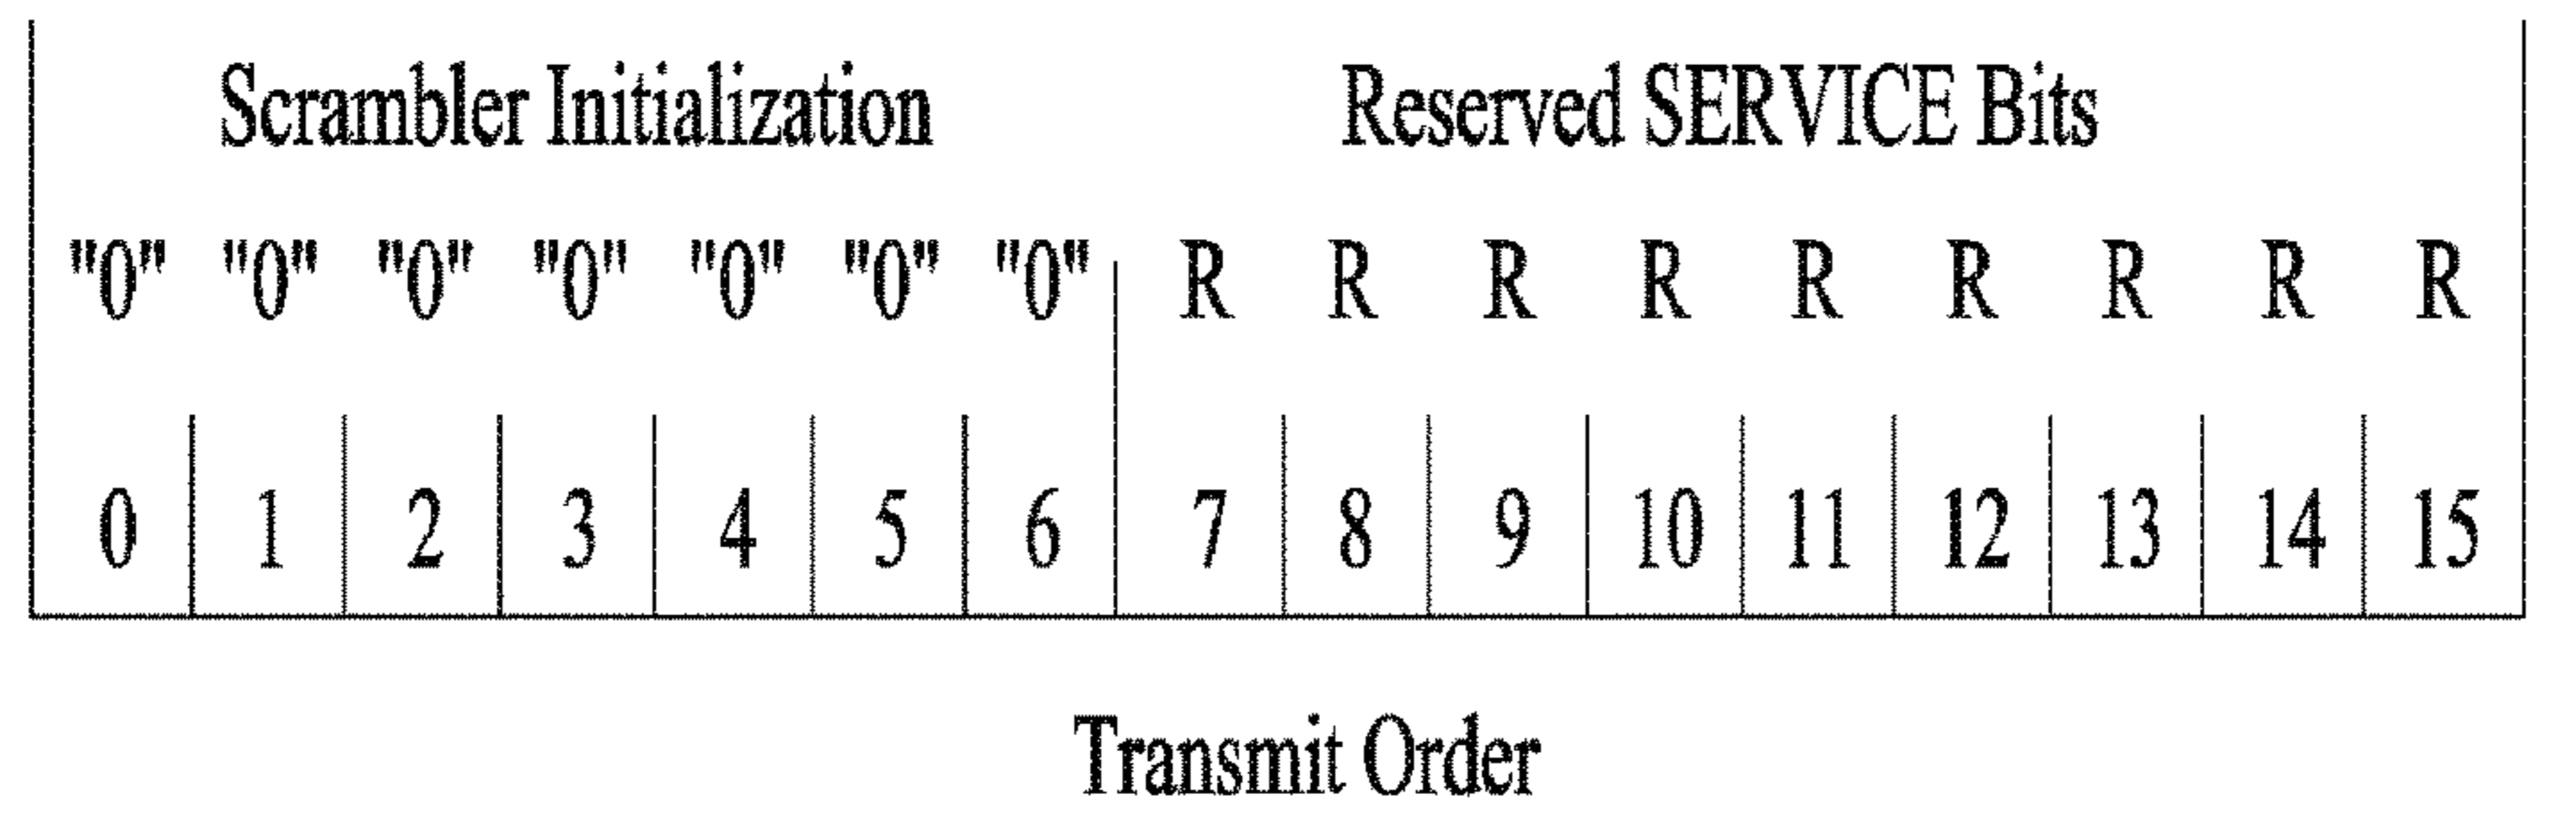 Scrambler Initialization Reserved SERVICE Bits
"0" "0" "0" "0" "0" "0" "0" R R R R R R R R R
0 1 2 3 4 5 6 7 8 9 10 11 12 13 14 15
Transmit Order